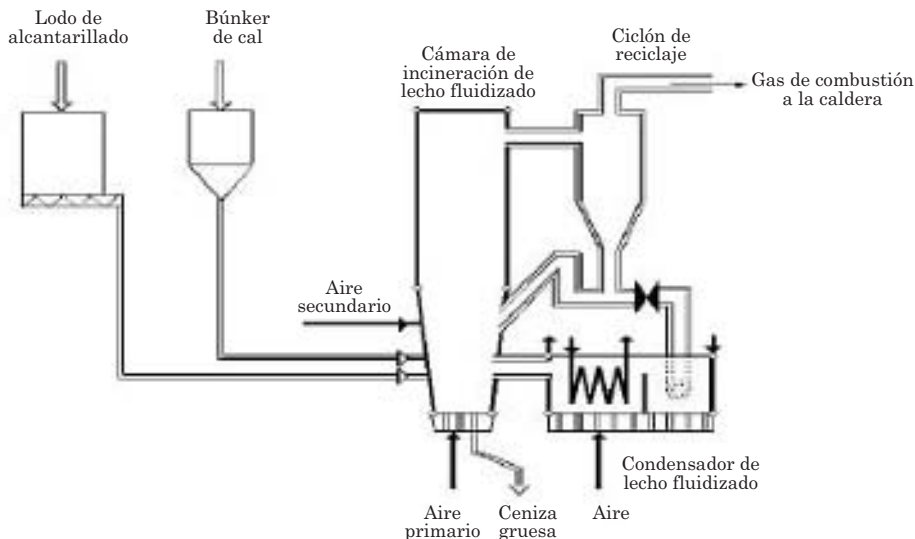 Lodo de
alcantarillado
Búnker
de cal
Cámara de
incineración de
lecho fluidizado
Ciclón de
reciclaje
Gas de combustión
a la caldera
Aire
secundario
Condensador de
lecho fluidizado
Aire
primario
Ceniza
gruesa
Aire